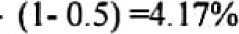 · (1- 0.5) =4.17%